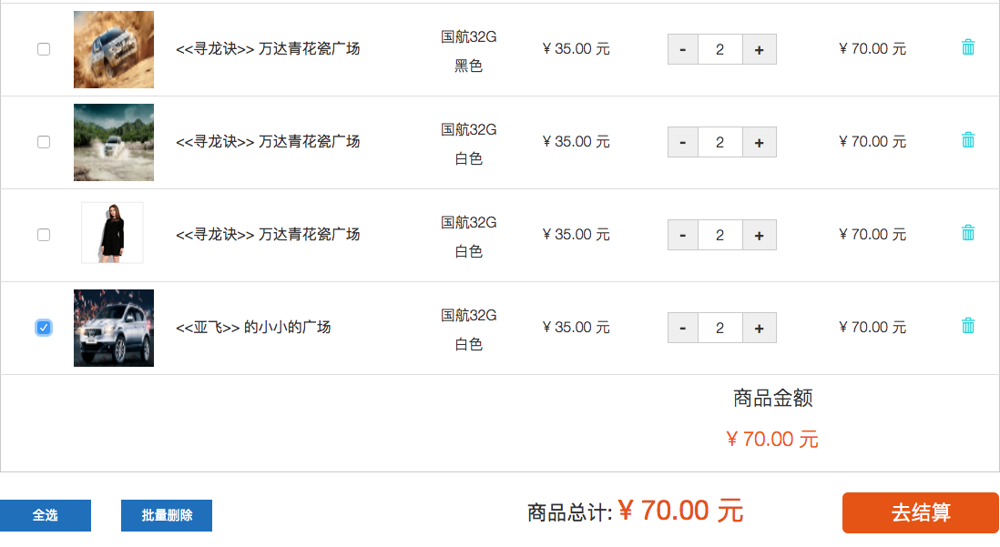 <<寻龙诀>> 万达青花瓷广场 国航32G ¥ 35.00 元 - 2 + ¥ 70.00 元
黑色
<<寻龙诀>> 万达青花瓷广场 国航32G ¥ 35.00 元 - 2 + ¥ 70.00 元
白色
<<寻龙诀>> 万达青花瓷广场 国航32G ¥ 35.00 元 - 2 + ¥ 70.00 元
白色
<<亚飞>> 的小小的广场 国航32G ¥ 35.00 元 - 2 + ¥ 70.00 元
白色
商品金额
¥ 70.00 元
全选 批量删除 商品总计: ¥ 70.00 元 去结算